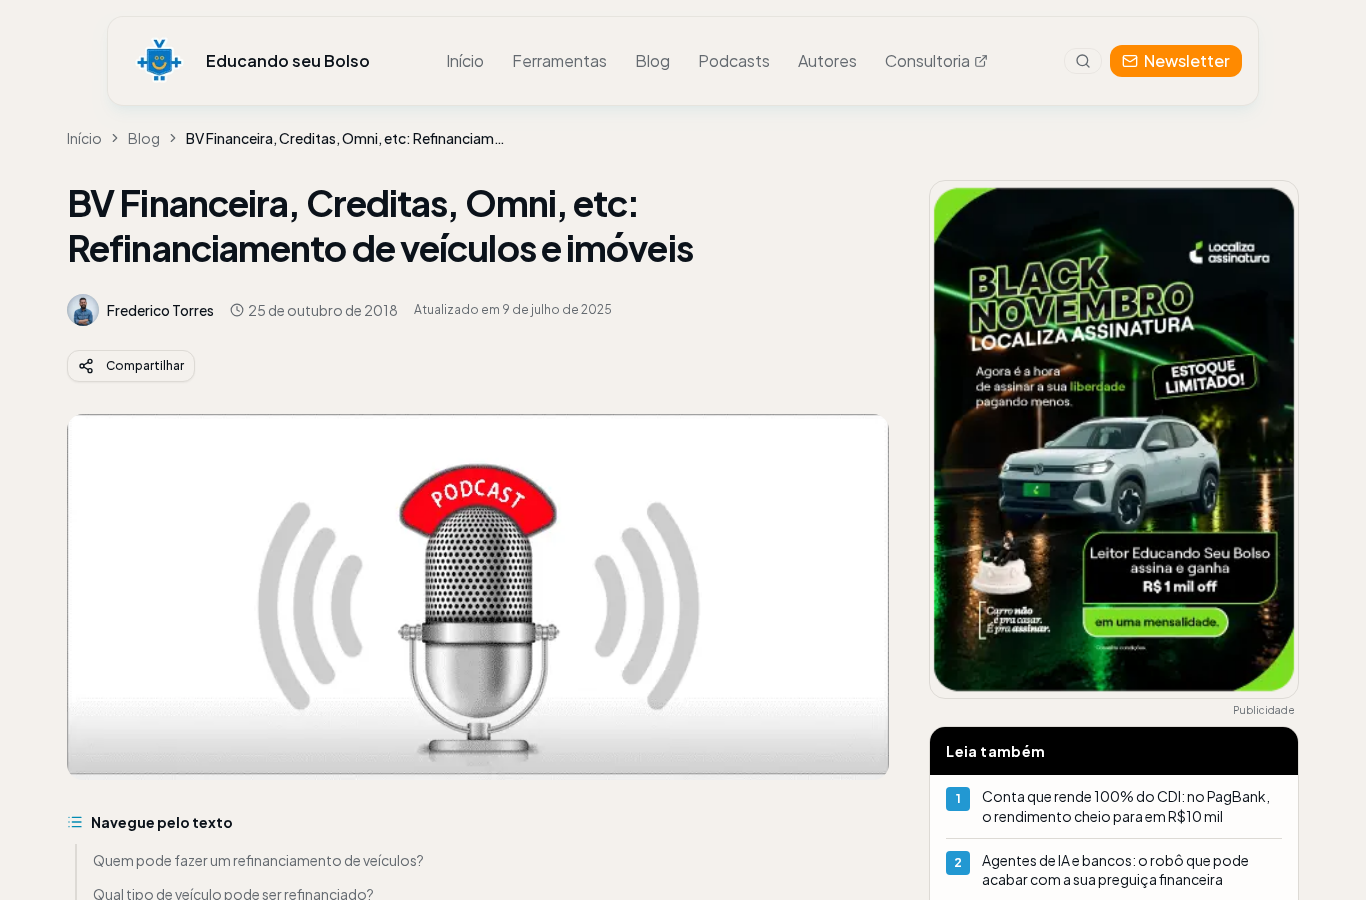 Educando seu Bolso
Início
Ferramentas
Blog
Podcasts
Autores
Consultoria
Newsletter
Início
Blog
BV Financeira, Creditas, Omni, etc: Refinanciam...
BV Financeira, Creditas, Omni, etc:
Refinanciamento de veículos e imóveis
Frederico Torres
25 de outubro de 2018
Atualizado em 9 de julho de 2025
Compartilhar
PODCAST
Navegue pelo texto
Quem pode fazer um refinanciamento de veículos?
Qual tipo de veículo pode ser refinanciado?
Localiza
assinatura
BLACK
NOVEMBRO
LOCALIZA ASSINATURA
Agora é a hora
de assinar a sua liberdade
pagando menos.
ESTOQUE
LIMITADO!
Leitor Educando Seu Bolso
assina e ganha
R$ 1 mil off
em uma mensalidade.
Carro não
é pra casar.
É pra assinar.
Consulte condições.
Publicidade
Leia também
1
Conta que rende 100% do CDI: no PagBank,
o rendimento cheio para em R$10 mil
2
Agentes de IA e bancos: o robô que pode
acabar com a sua preguiça financeira